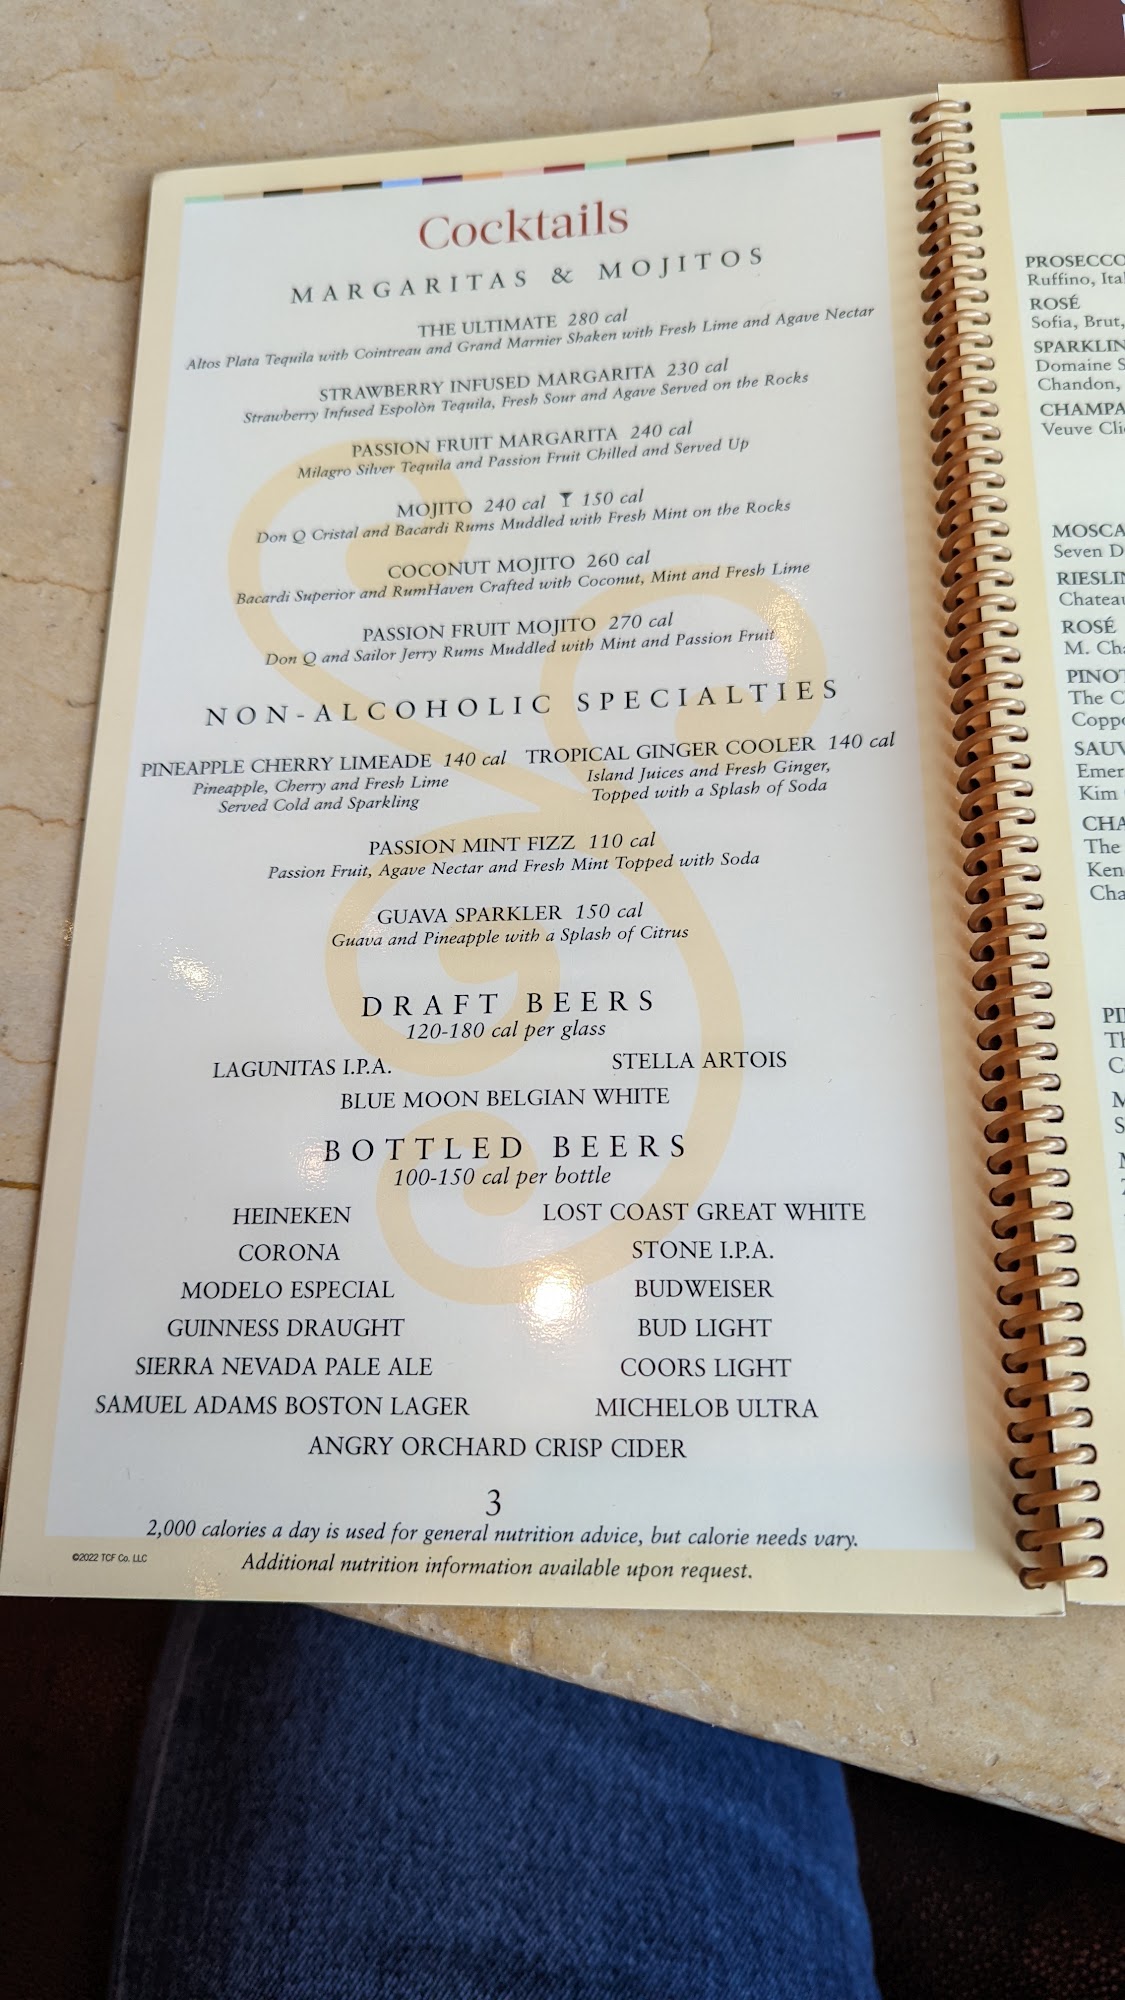 Cocktails
MARGARITAS & MOJITOS
THE ULTIMATE 280 cal
Altos Plata Tequila with Cointreau and Grand Marnier Shaken with Fresh Lime and Agave Nectar
STRAWBERRY INFUSED MARGARITA 230 cal
Strawberry Infused Espolòn Tequila, Fresh Sour and Agave Served on the Rocks
PASSION FRUIT MARGARITA 240 cal
Milagro Silver Tequila and Passion Fruit Chilled and Served Up
MOJITO 240 cal 150 cal
Don Q Cristal and Bacardi Rums Muddled with Fresh Mint on the Rocks
COCONUT MOJITO 260 cal
Bacardi Superior and RumHaven Crafted with Coconut, Mint and Fresh Lime
PASSION FRUIT MOJITO 270 cal
Don Q and Sailor Jerry Rums Muddled with Mint and Passion Fruit
NON-ALCOHOLIC SPECIALTIES
PINEAPPLE CHERRY LIMEADE 140 cal
Pineapple, Cherry and Fresh Lime
Served Cold and Sparkling
TROPICAL GINGER COOLER 140 cal
Island Juices and Fresh Ginger,
Topped with a Splash of Soda
PASSION MINT FIZZ 110 cal
Passion Fruit, Agave Nectar and Fresh Mint Topped with Soda
GUAVA SPARKLER 150 cal
Guava and Pineapple with a Splash of Citrus
DRAFT BEERS
120-180 cal per glass
LAGUNITAS I.P.A.
STELLA ARTOIS
BLUE MOON BELGIAN WHITE
BOTTLED BEERS
100-150 cal per bottle
HEINEKEN
CORONA
MODELO ESPECIAL
GUINNESS DRAUGHT
SIERRA NEVADA PALE ALE
SAMUEL ADAMS BOSTON LAGER
LOST COAST GREAT WHITE
STONE I.P.A.
BUDWEISER
BUD LIGHT
COORS LIGHT
MICHELOB ULTRA
ANGRY ORCHARD CRISP CIDER
3
2,000 calories a day is used for general nutrition advice, but calorie needs vary.
©2022 TCF Co. LLC
Additional nutrition information available upon request.
PROSECCO
Ruffino,
ROSÉ
Sofia, Brut,
Domaine
Chandon,
Veuve
Seven
ROSÉ
M.
The
The